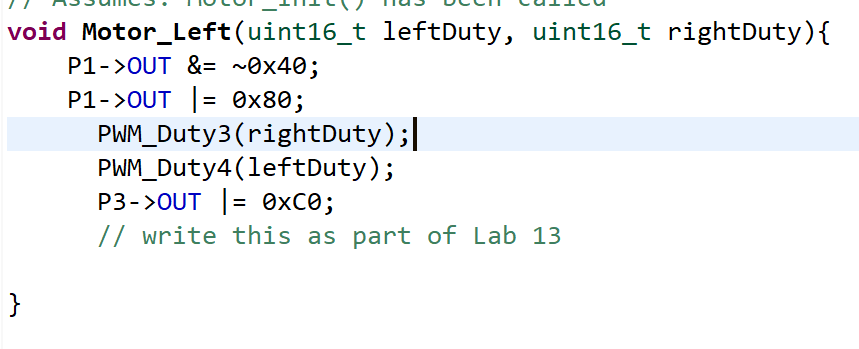 // Assumes: Motor_Init() has been called
void Motor_Left(uint16_t leftDuty, uint16_t rightDuty){
P1->OUT &= ~0x40;
P1->OUT |= 0x80;
PWM_Duty3(rightDuty);
PWM_Duty4(leftDuty);
P3->OUT |= 0xC0;
// write this as part of Lab 13
}